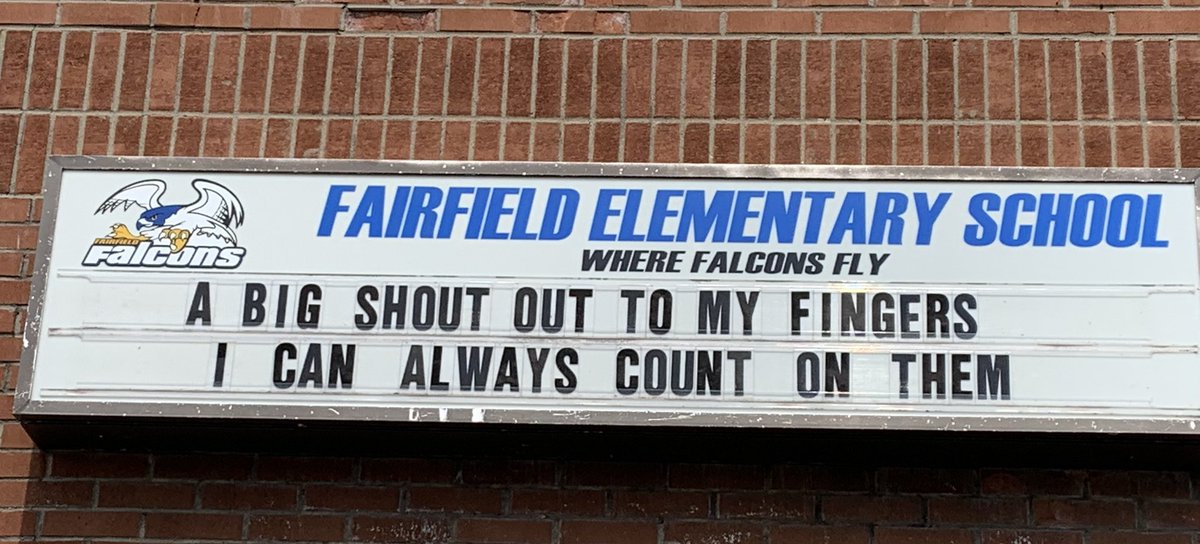 FAIRFIELD ELEMENTARY SCHOOL
WHERE FALCONS FLY
FAIRFIELD
Falcons
A BIG SHOUT OUT TO MY FINGERS
I CAN ALWAYS COUNT ON THEM